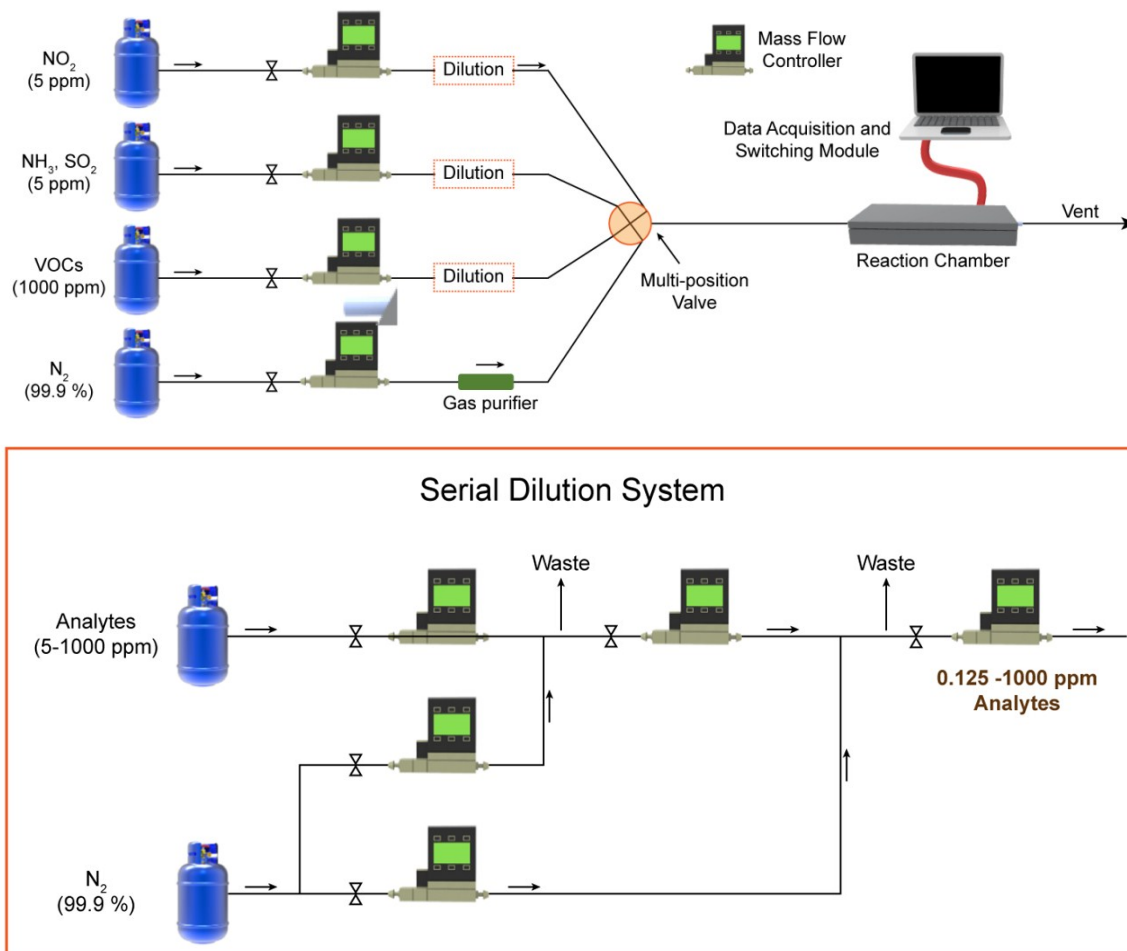 NO₂
(5 ppm)
Dilution
Mass Flow
Controller
Data Acquisition and
Switching Module
NH₃, SO₂
(5 ppm)
Dilution
Vent
Reaction Chamber
Multi-position
Valve
VOCs
(1000 ppm)
Dilution
N₂
(99.9 %)
Gas purifier
Serial Dilution System
Waste
Waste
Analytes
(5-1000 ppm)
0.125 -1000 ppm
Analytes
N₂
(99.9 %)